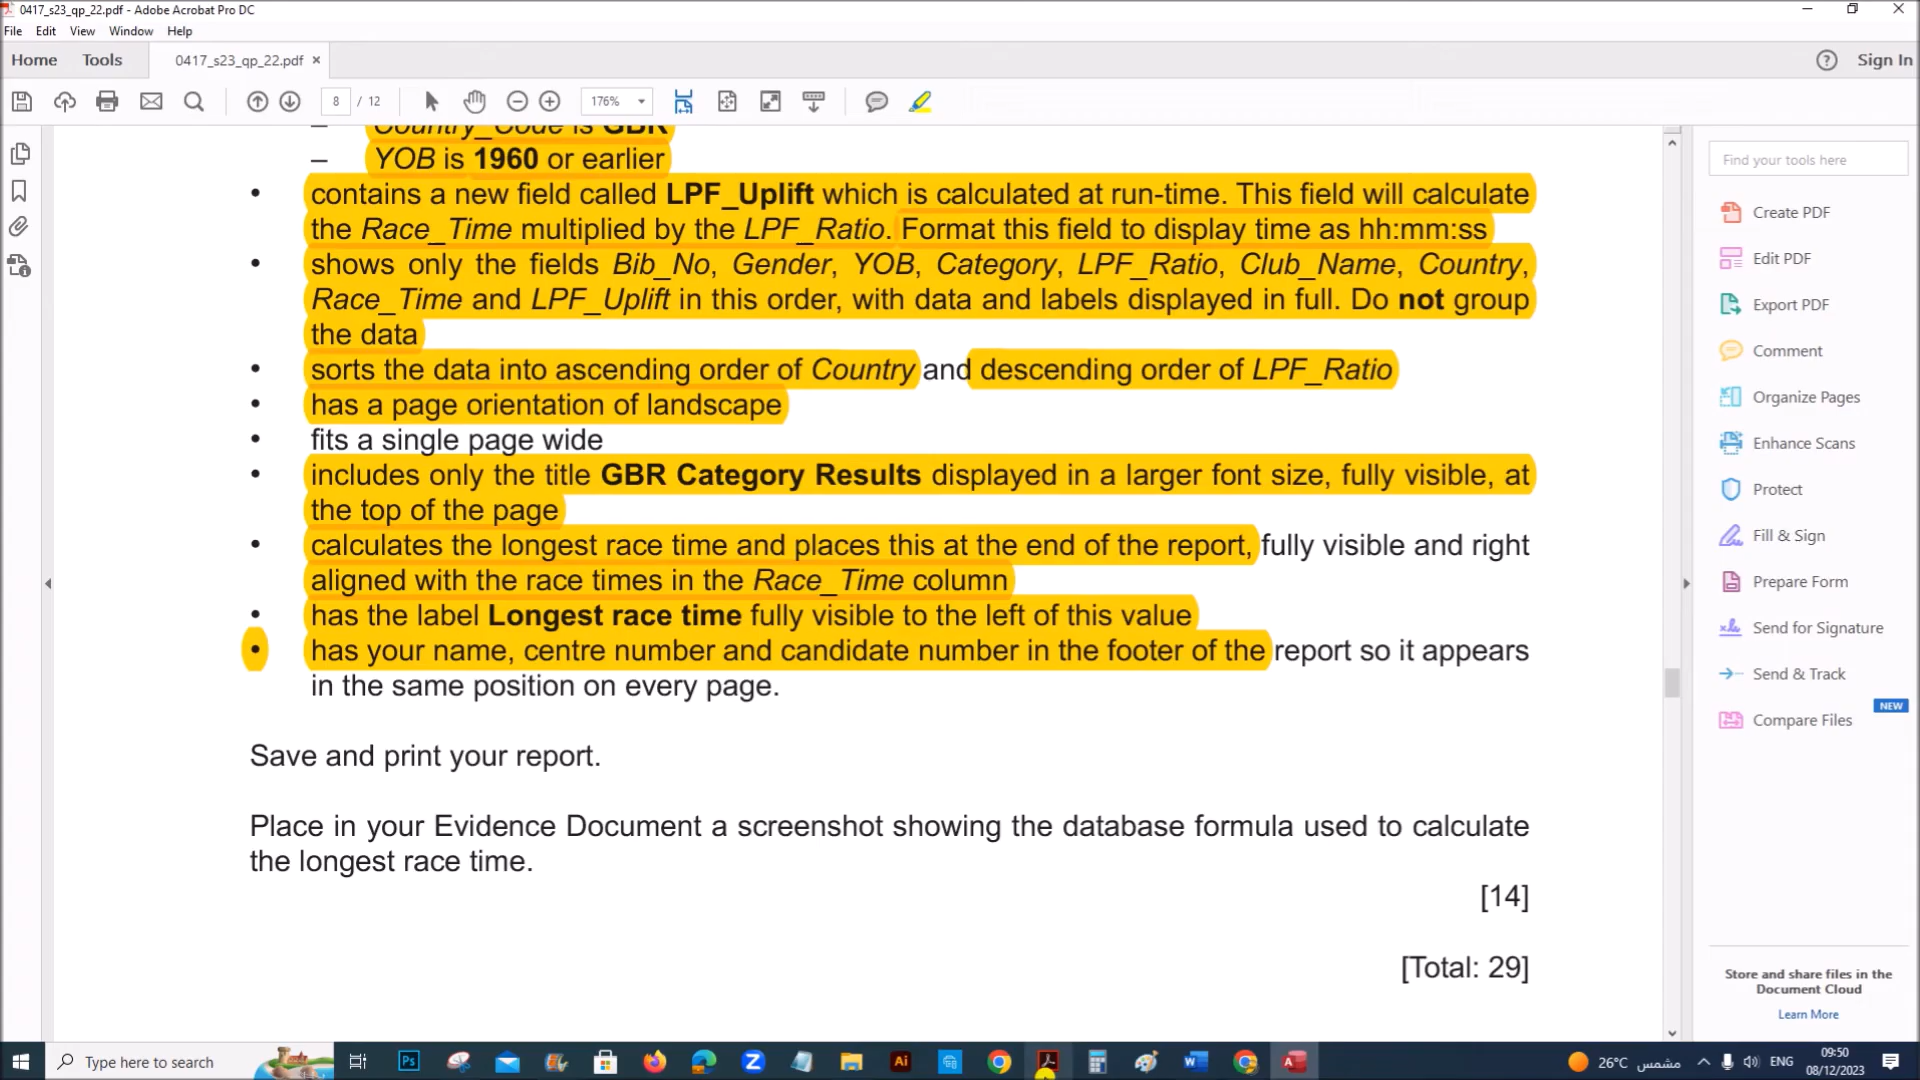 0417_s23_qp_22.pdf - Adobe Acrobat Pro DC
File Edit View Window Help
Home Tools 0417_s23_qp_22.pdf × Sign In
8 / 12 176%
– Country_Code is GBR
– YOB is 1960 or earlier
• contains a new field called LPF_Uplift which is calculated at run-time. This field will calculate
the Race_Time multiplied by the LPF_Ratio. Format this field to display time as hh:mm:ss
• shows only the fields Bib_No, Gender, YOB, Category, LPF_Ratio, Club_Name, Country,
Race_Time and LPF_Uplift in this order, with data and labels displayed in full. Do not group
the data
• sorts the data into ascending order of Country and descending order of LPF_Ratio
• has a page orientation of landscape
• fits a single page wide
• includes only the title GBR Category Results displayed in a larger font size, fully visible, at
the top of the page
• calculates the longest race time and places this at the end of the report, fully visible and right
aligned with the race times in the Race_Time column
• has the label Longest race time fully visible to the left of this value
• has your name, centre number and candidate number in the footer of the report so it appears
in the same position on every page.
Save and print your report.
Place in your Evidence Document a screenshot showing the database formula used to calculate
the longest race time.
[14]
[Total: 29]
Find your tools here
Create PDF
Edit PDF
Export PDF
Comment
Organize Pages
Enhance Scans
Protect
Fill & Sign
Prepare Form
Send for Signature
Send & Track
NEW
Compare Files
Store and share files in the
Document Cloud
Learn More
Type here to search
Ps
Ai
26°C مشمس
ENG
09:50
08/12/2023